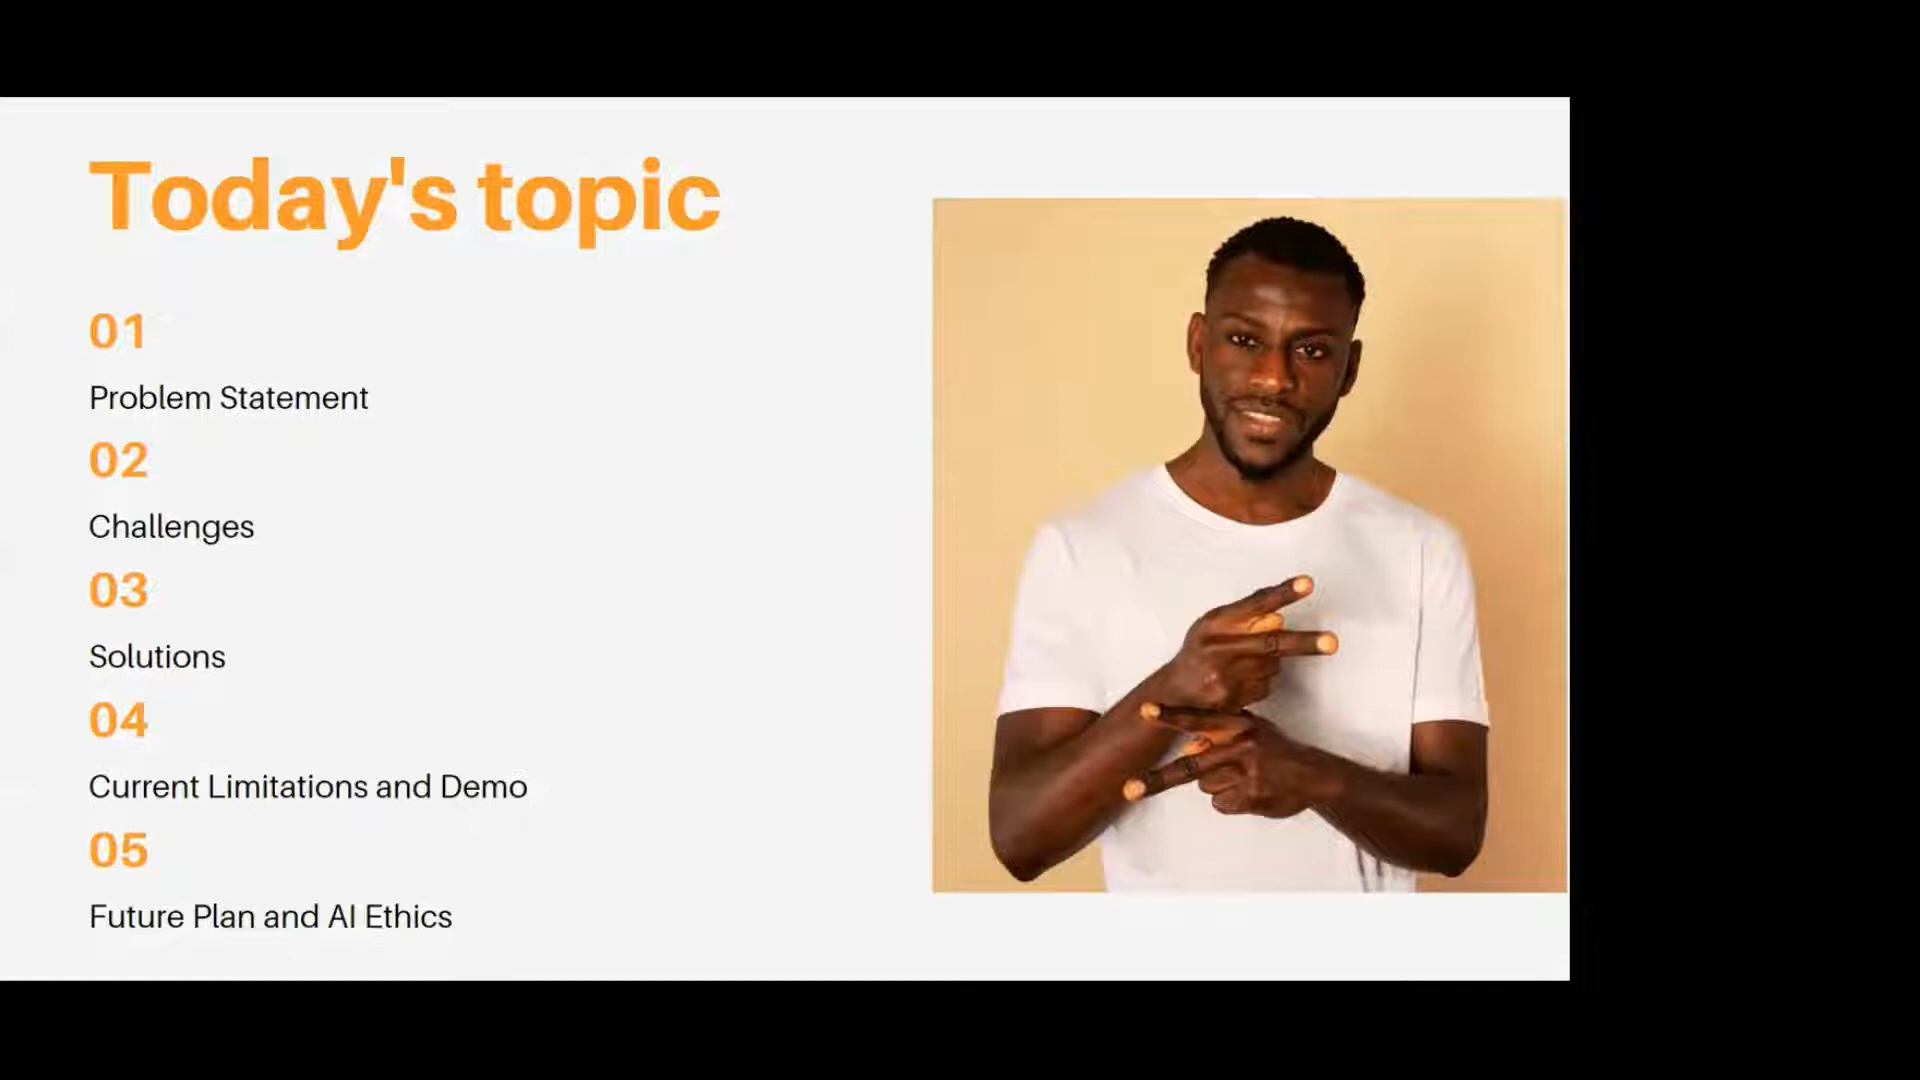 Today's topic
01
Problem Statement
02
Challenges
03
Solutions
04
Current Limitations and Demo
05
Future Plan and AI Ethics